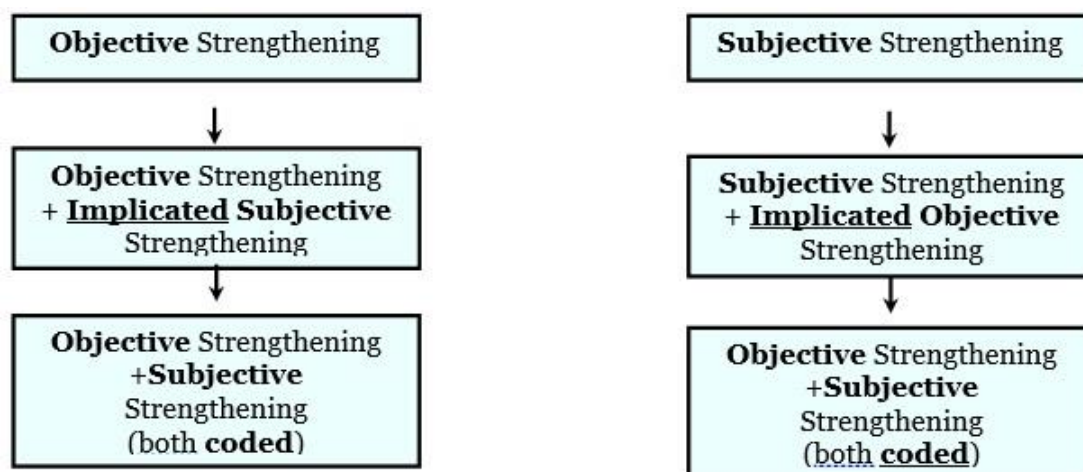 Objective Strengthening
Objective Strengthening
+ Implicated Subjective
Strengthening
Objective Strengthening
+Subjective
Strengthening
(both coded)
Subjective Strengthening
Subjective Strengthening
+ Implicated Objective
Strengthening
Objective Strengthening
+Subjective
Strengthening
(both coded)